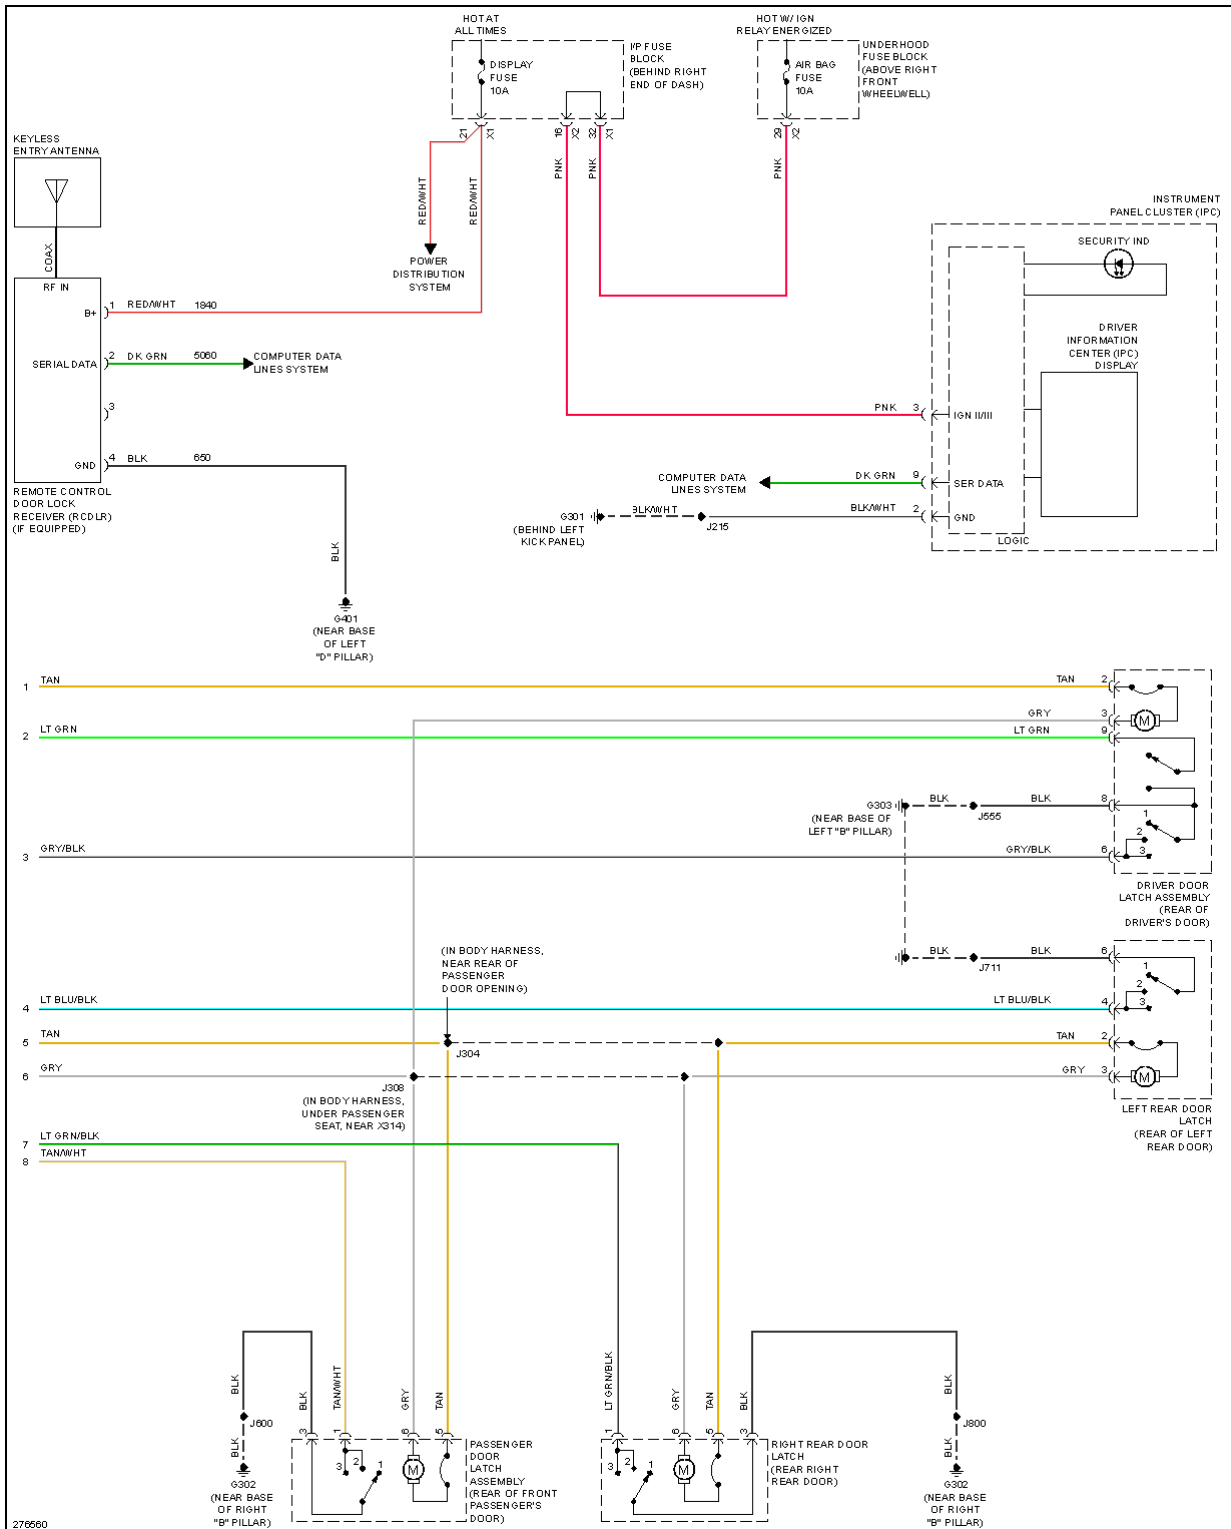 HOT AT
ALL TIMES
HOT W/ IGN
RELAY ENERGIZED
DISPLAY
FUSE
10A
I/P FUSE
BLOCK
(BEHIND RIGHT
END OF DASH)
AIR BAG
FUSE
10A
UNDERHOOD
FUSE BLOCK
(ABOVE RIGHT
FRONT
WHEELWELL)
21
X1
16
X2
32
X1
29
X2
KEYLESS
ENTRY ANTENNA
COAX
RF IN
RED/WHT
RED/WHT
PNK
PNK
PNK
POWER
DISTRIBUTION
SYSTEM
B+
1
RED/WHT
1840
SERIAL DATA
2
DK GRN
5060
COMPUTER DATA
LINES SYSTEM
3
GND
4
BLK
650
REMOTE CONTROL
DOOR LOCK
RECEIVER (RCDLR)
(IF EQUIPPED)
BLK
G401
(NEAR BASE
OF LEFT
"D" PILLAR)
INSTRUMENT
PANEL CLUSTER (IPC)
SECURITY IND
DRIVER
INFORMATION
CENTER (IPC)
DISPLAY
PNK
3
IGN II/III
COMPUTER DATA
LINES SYSTEM
DK GRN
9
SER DATA
G301
(BEHIND LEFT
KICK PANEL)
BLK/WHT
J215
BLK/WHT
2
GND
LOGIC
1
TAN
TAN
2
GRY
3
M
2
LT GRN
LT GRN
9
G303
(NEAR BASE OF
LEFT "B" PILLAR)
BLK
J555
BLK
8
1
2
3
3
GRY/BLK
GRY/BLK
6
DRIVER DOOR
LATCH ASSEMBLY
(REAR OF
DRIVER'S DOOR)
(IN BODY HARNESS,
NEAR REAR OF
PASSENGER
DOOR OPENING)
BLK
J711
BLK
6
1
2
3
4
LT BLU/BLK
LT BLU/BLK
4
5
TAN
J304
TAN
2
6
GRY
J308
(IN BODY HARNESS,
UNDER PASSENGER
SEAT, NEAR X314)
GRY
3
M
LEFT REAR DOOR
LATCH
(REAR OF LEFT
REAR DOOR)
7
LT GRN/BLK
8
TAN/WHT
BLK
J600
BLK
G302
(NEAR BASE
OF RIGHT
"B" PILLAR)
BLK
TAN/WHT
GRY
TAN
3
1
6
5
3
2
1
M
PASSENGER
DOOR
LATCH
ASSEMBLY
(REAR OF FRONT
PASSENGER'S
DOOR)
LT GRN/BLK
GRY
TAN
BLK
1
6
5
3
3
2
1
M
RIGHT REAR DOOR
LATCH
(REAR RIGHT
REAR DOOR)
BLK
J800
BLK
G302
(NEAR BASE
OF RIGHT
"B" PILLAR)
276560